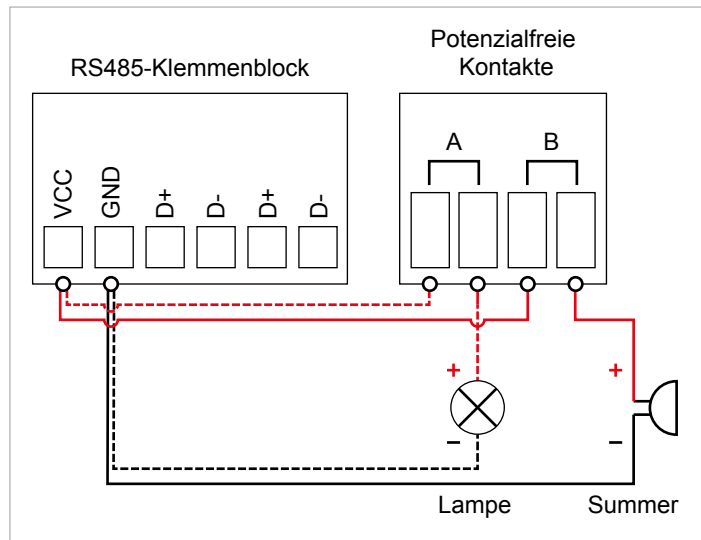 Potenzialfreie
Kontakte
RS485-Klemmenblock
A
B
VCC
GND
D+
D-
D+
D-
+
+
–
–
Lampe
Summer